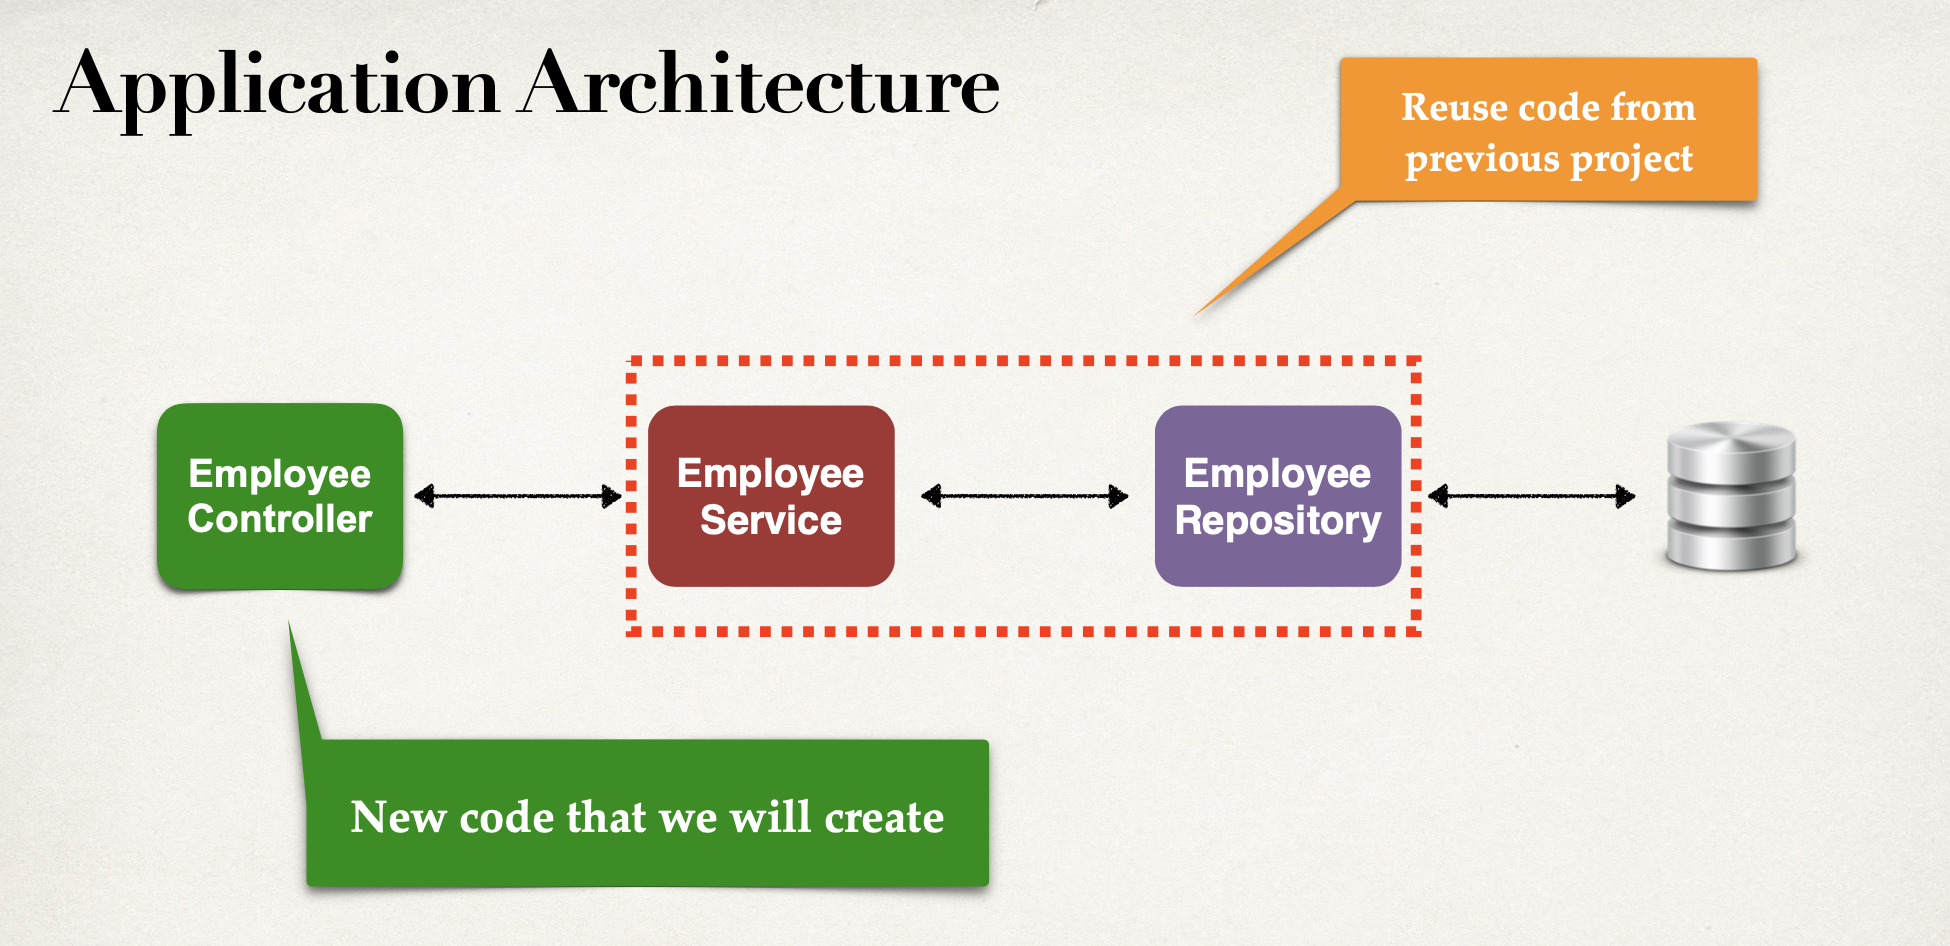 Application Architecture
Reuse code from
previous project
Employee
Controller
Employee
Service
Employee
Repository
New code that we will create